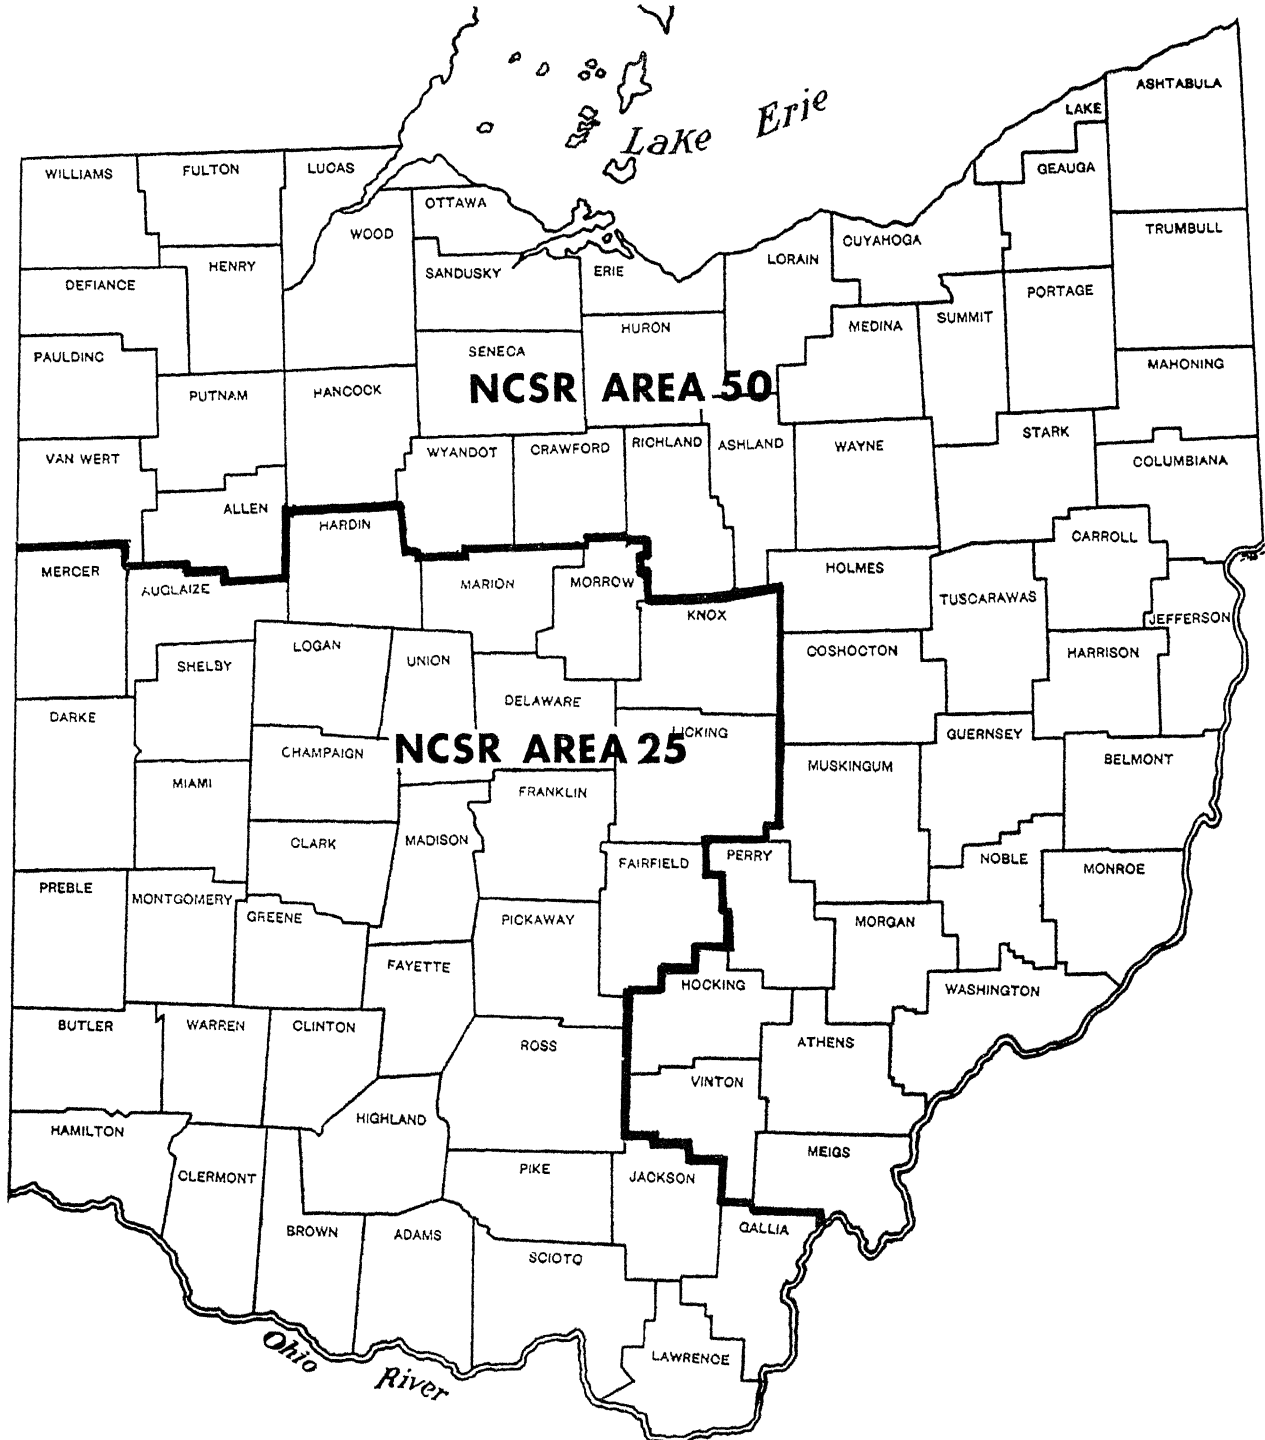 ASHTABULA
LAKE
Lake Erie
GEAUGA
WILLIAMS
FULTON
LUCAS
OTTAWA
WOOD
CUYAHOGA
TRUMBULL
HENRY
SANDUSKY
ERIE
LORAIN
DEFIANCE
PORTAGE
SUMMIT
MEDINA
HURON
PAULDING
SENECA
MAHONING
NCSR AREA 50
PUTNAM
HANCOCK
STARK
VAN WERT
WYANDOT
CRAWFORD
RICHLAND
ASHLAND
WAYNE
COLUMBIANA
ALLEN
HARDIN
CARROLL
MERCER
AUGLAIZE
MARION
MORROW
HOLMES
TUSCARAWAS
KNOX
JEFFERSON
LOGAN
UNION
COSHOCTON
HARRISON
SHELBY
DELAWARE
DARKE
LICKING
GUERNSEY
CHAMPAIGN
NCSR AREA 25
MUSKINGUM
BELMONT
MIAMI
FRANKLIN
CLARK
MADISON
FAIRFIELD
PERRY
NOBLE
MONROE
PREBLE
MONTGOMERY
GREENE
PICKAWAY
MORGAN
FAYETTE
HOCKING
WASHINGTON
BUTLER
WARREN
CLINTON
ROSS
ATHENS
VINTON
HIGHLAND
HAMILTON
MEIGS
CLERMONT
PIKE
JACKSON
BROWN
ADAMS
GALLIA
SCIOTO
LAWRENCE
Ohio River